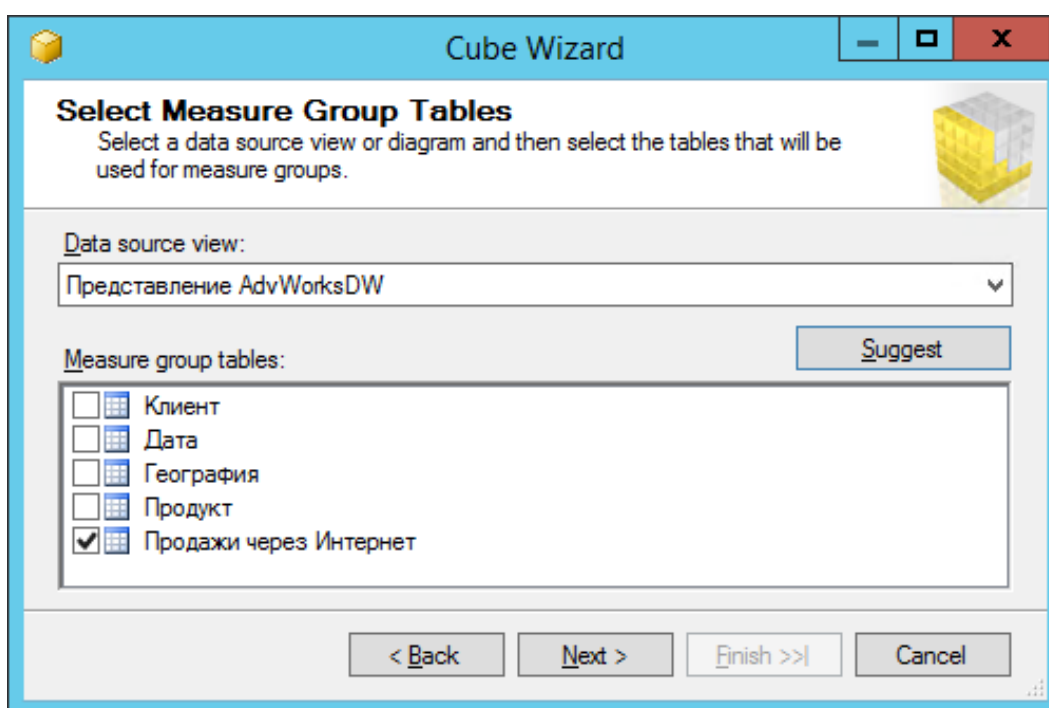 Cube Wizard
Select Measure Group Tables
Select a data source view or diagram and then select the tables that will be
used for measure groups.
Data source view:
Представление AdvWorksDW
Suggest
Measure group tables:
Клиент
Дата
География
Продукт
Продажи через Интернет
< Back
Next >
Finish >>|
Cancel